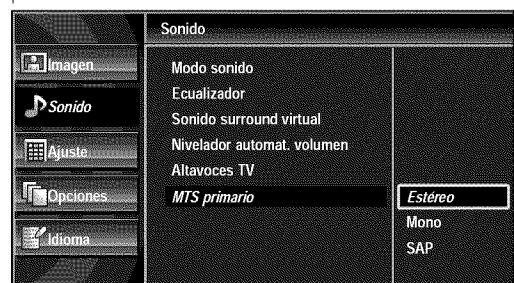 Sonido
Imagen
Sonido
Ajuste
Opciones
Idioma
Modo sonido
Ecualizador
Sonido surround virtual
Nivelador automat. volumen
Altavoces TV
MTS primario
Estéreo
Mono
SAP